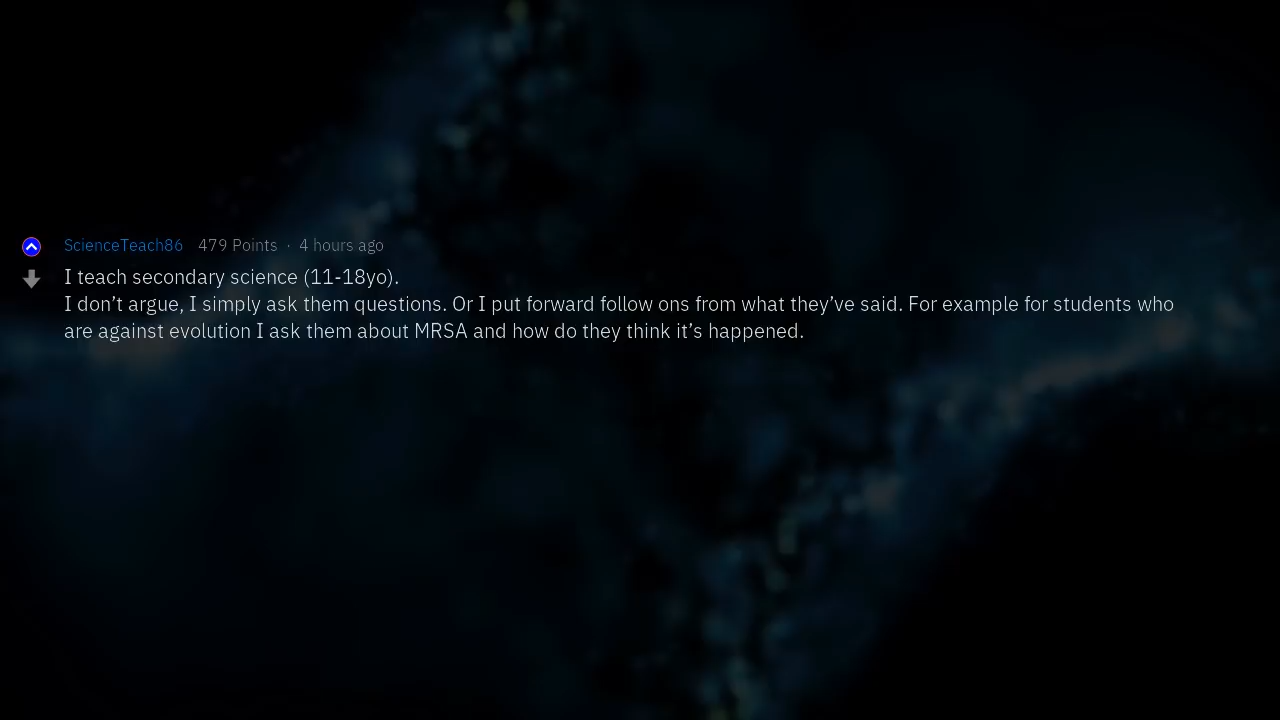 ScienceTeach86 479 Points · 4 hours ago
I teach secondary science (11-18yo).
I don’t argue, I simply ask them questions. Or I put forward follow ons from what they’ve said. For example for students who
are against evolution I ask them about MRSA and how do they think it’s happened.